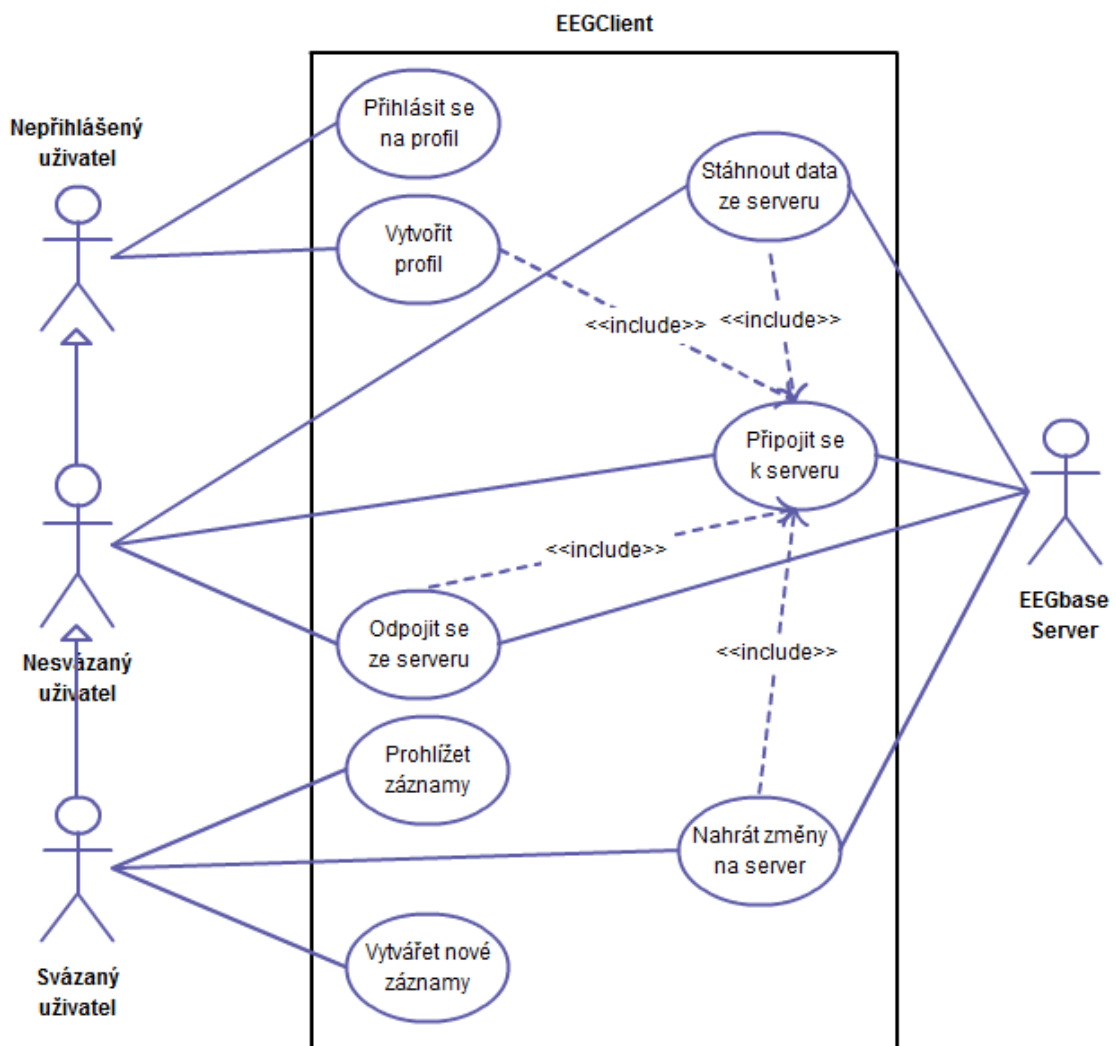 EEGClient
Nepřihlášený
uživatel
Přihlásit se
na profil
Stáhnout data
ze serveru
Vytvořit
profil
<<include>>
<<include>>
Připojit se
k serveru
<<include>>
EEGbase
Server
Odpojit se
ze serveru
Nesvázaný
uživatel
<<include>>
Prohlížet
záznamy
Nahrát změny
na server
Vytvářet nové
záznamy
Svázaný
uživatel